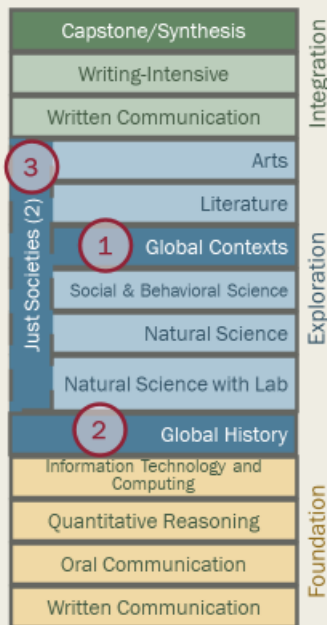 Capstone/Synthesis
Writing-Intensive
Written Communication
Integration
3
Arts
Literature
1
Global Contexts
Social & Behavioral Science
Natural Science
Natural Science with Lab
Just Societies (2)
Exploration
2
Global History
Information Technology and
Computing
Quantitative Reasoning
Oral Communication
Written Communication
Foundation